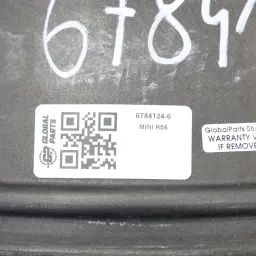 6784
GLOBAL
PARTS
6784124-6
MINI R56
GlobalParts
WARRANTY V
IF REMOVE